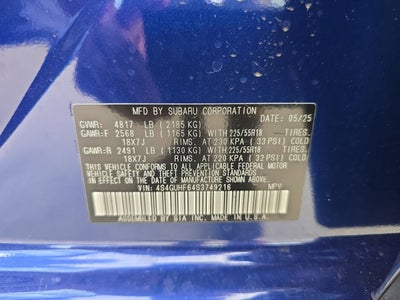 MFD BY SUBARU CORPORATION DATE: 05/25
GVWR: 4817 LB ( 2185 KG)
GAWR:F 2568 LB ( 1165 KG) WITH 225/55R18 TIRES.
18X7J RIMS. AT 230 KPA ( 33 PSI) COLD.
GAWR:R 2491 LB ( 1130 KG) WITH 225/55R18 TIRES.
18X7J RIMS. AT 220 KPA ( 32 PSI) COLD.
THIS VEHICLE CONFORMS TO ALL APPLICABLE FEDERAL MOTOR
VEHICLE SAFETY AND THEFT PREVENTION STANDARDS
IN EFFECT ON THE DATE OF MANUFACTURE SHOWN ABOVE.
VIN: 4S4GUHF64S3749216 MPV
ASSEMBLED BY SIA INC. IN U.S.A.